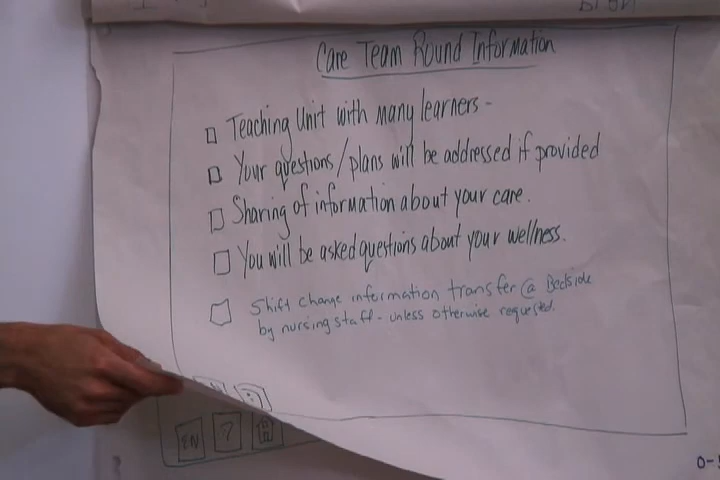 Care Team Round Information
Teaching Unit with many learners -
Your questions/plans will be addressed if provided
Sharing of information about your care.
You will be asked questions about your wellness.
Shift change information transfer @ Bedside
by nursing staff - unless otherwise requested.
EN ?